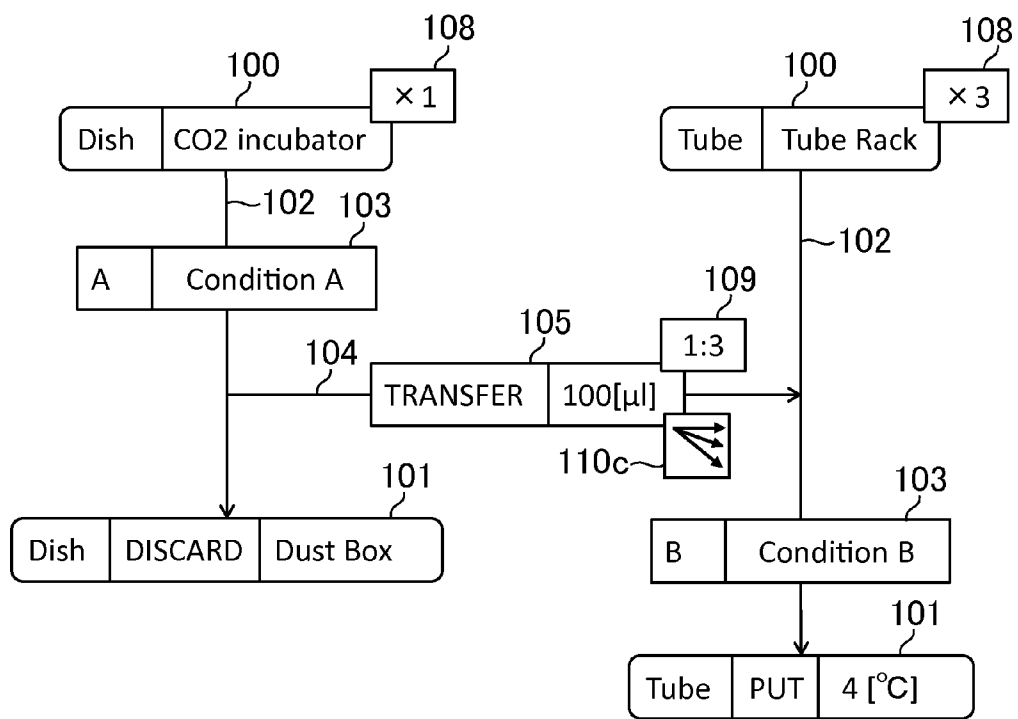 108
100
× 1
Dish CO2 incubator
102
103
A Condition A
108
100
× 3
Tube Tube Rack
102
109
1:3
105
104
TRANSFER 100[μl]
110c
101
Dish DISCARD Dust Box
103
B Condition B
101
Tube PUT 4 [℃]